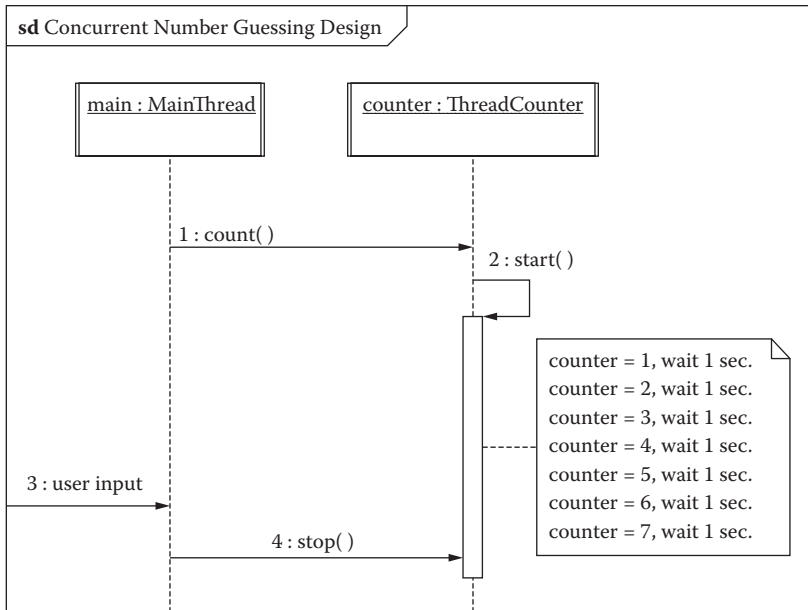 sd Concurrent Number Guessing Design
main : MainThread
counter : ThreadCounter
1 : count( )
2 : start( )
counter = 1, wait 1 sec.
counter = 2, wait 1 sec.
counter = 3, wait 1 sec.
counter = 4, wait 1 sec.
counter = 5, wait 1 sec.
counter = 6, wait 1 sec.
counter = 7, wait 1 sec.
3 : user input
4 : stop( )